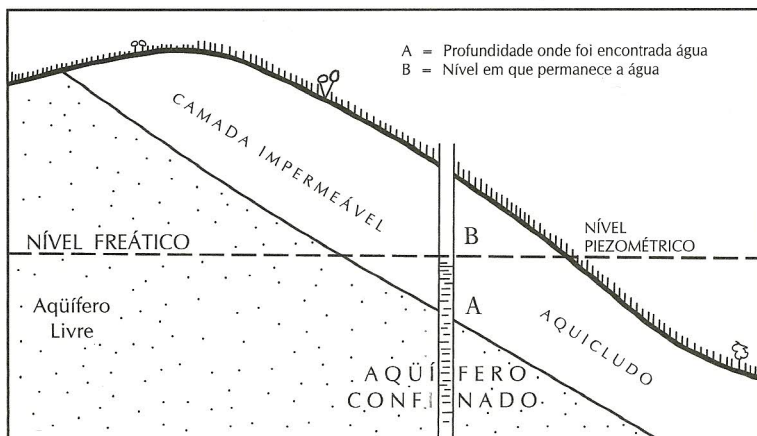 A = Profundidade onde foi encontrada água
B = Nível em que permanece a água
CAMADA IMPERMEÁVEL
NÍVEL FREÁTICO
B
NÍVEL
PIEZOMÉTRICO
Aqüífero
Livre
A
AQUICLUDO
AQÜÍFERO
CONFINADO